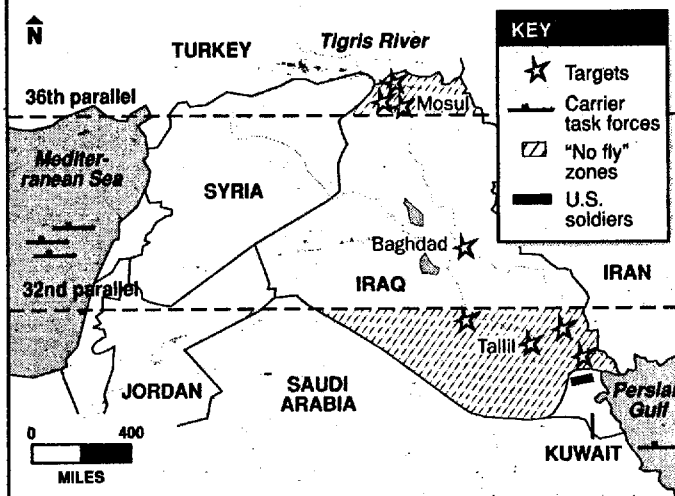 N
TURKEY
Tigris River
36th parallel
Mosul
Mediter-
ranean Sea
SYRIA
Baghdad
32nd parallel
IRAQ
IRAN
Tallil
JORDAN
SAUDI
ARABIA
Persian
Gulf
KUWAIT
0 400
MILES
KEY
Targets
Carrier
task forces
"No fly"
zones
U.S.
soldiers